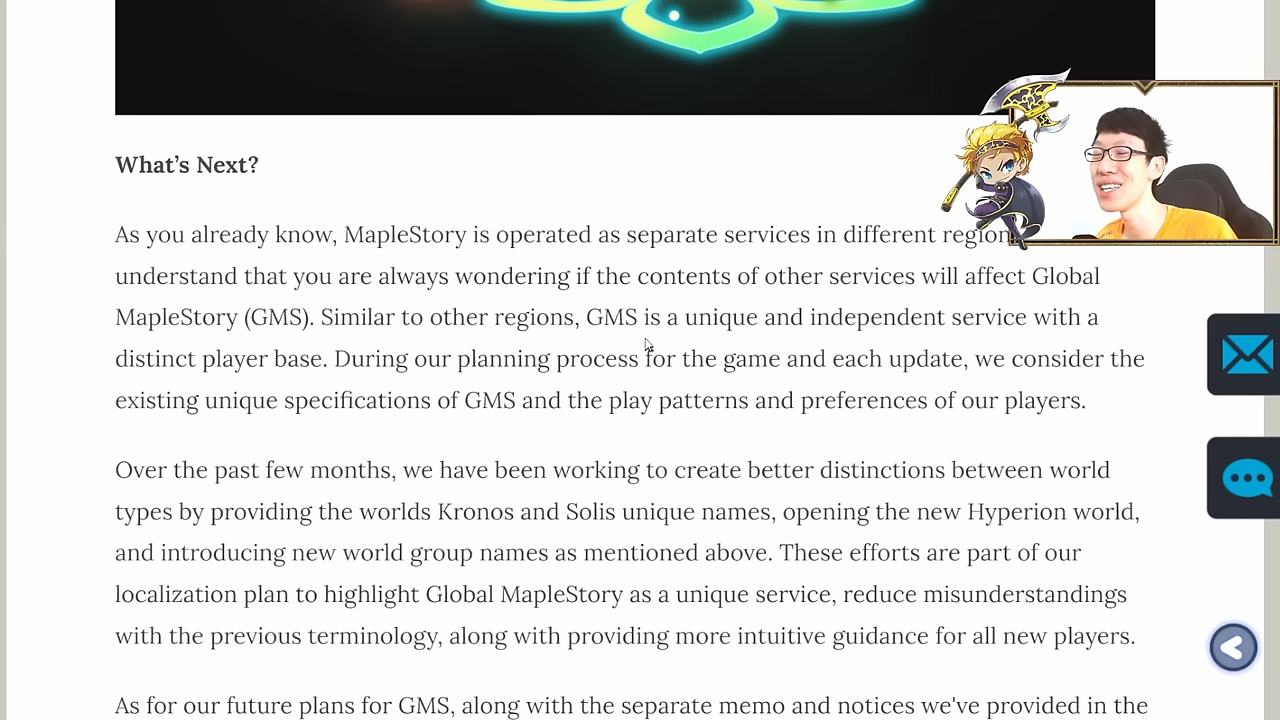 What's Next?
As you already know, MapleStory is operated as separate services in different region
understand that you are always wondering if the contents of other services will affect Global
MapleStory (GMS). Similar to other regions, GMS is a unique and independent service with a
distinct player base. During our planning process for the game and each update, we consider the
existing unique specifications of GMS and the play patterns and preferences of our players.
Over the past few months, we have been working to create better distinctions between world
types by providing the worlds Kronos and Solis unique names, opening the new Hyperion world,
and introducing new world group names as mentioned above. These efforts are part of our
localization plan to highlight Global MapleStory as a unique service, reduce misunderstandings
with the previous terminology, along with providing more intuitive guidance for all new players.
As for our future plans for GMS, along with the separate memo and notices we've provided in the